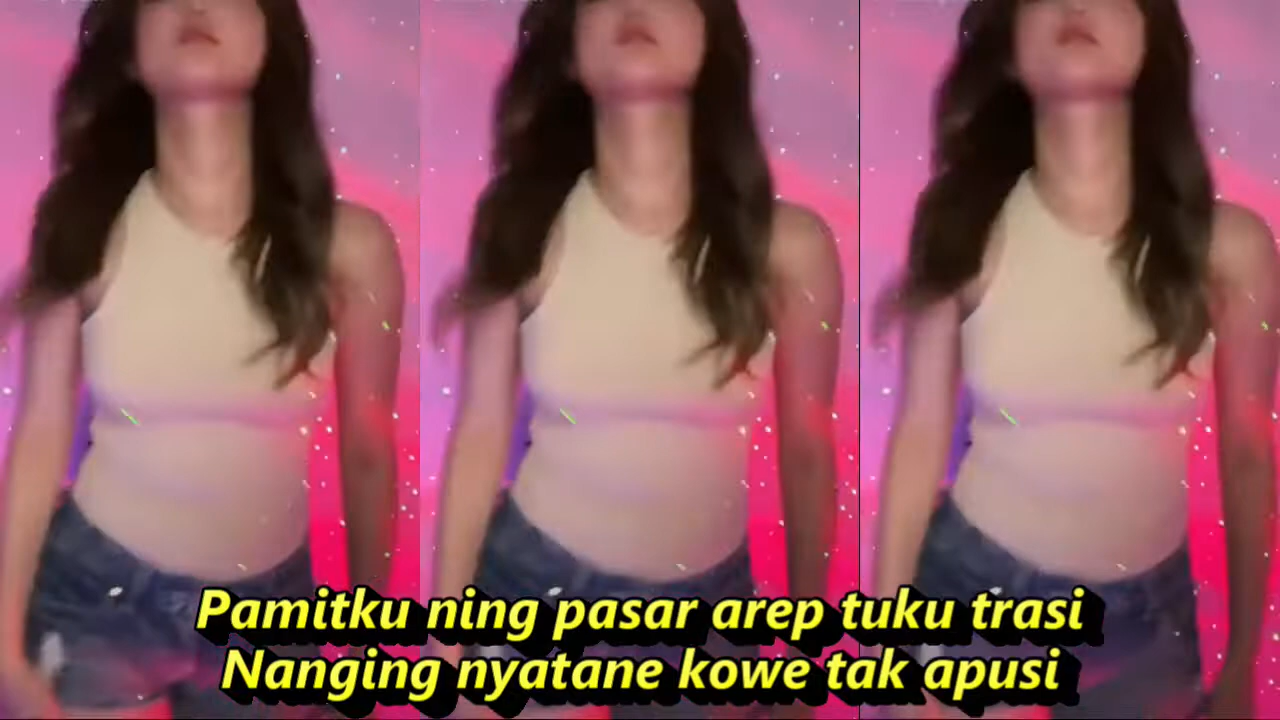 Pamitku ning pasar arep tuku trasi
Nanging nyatane kowe tak apusi